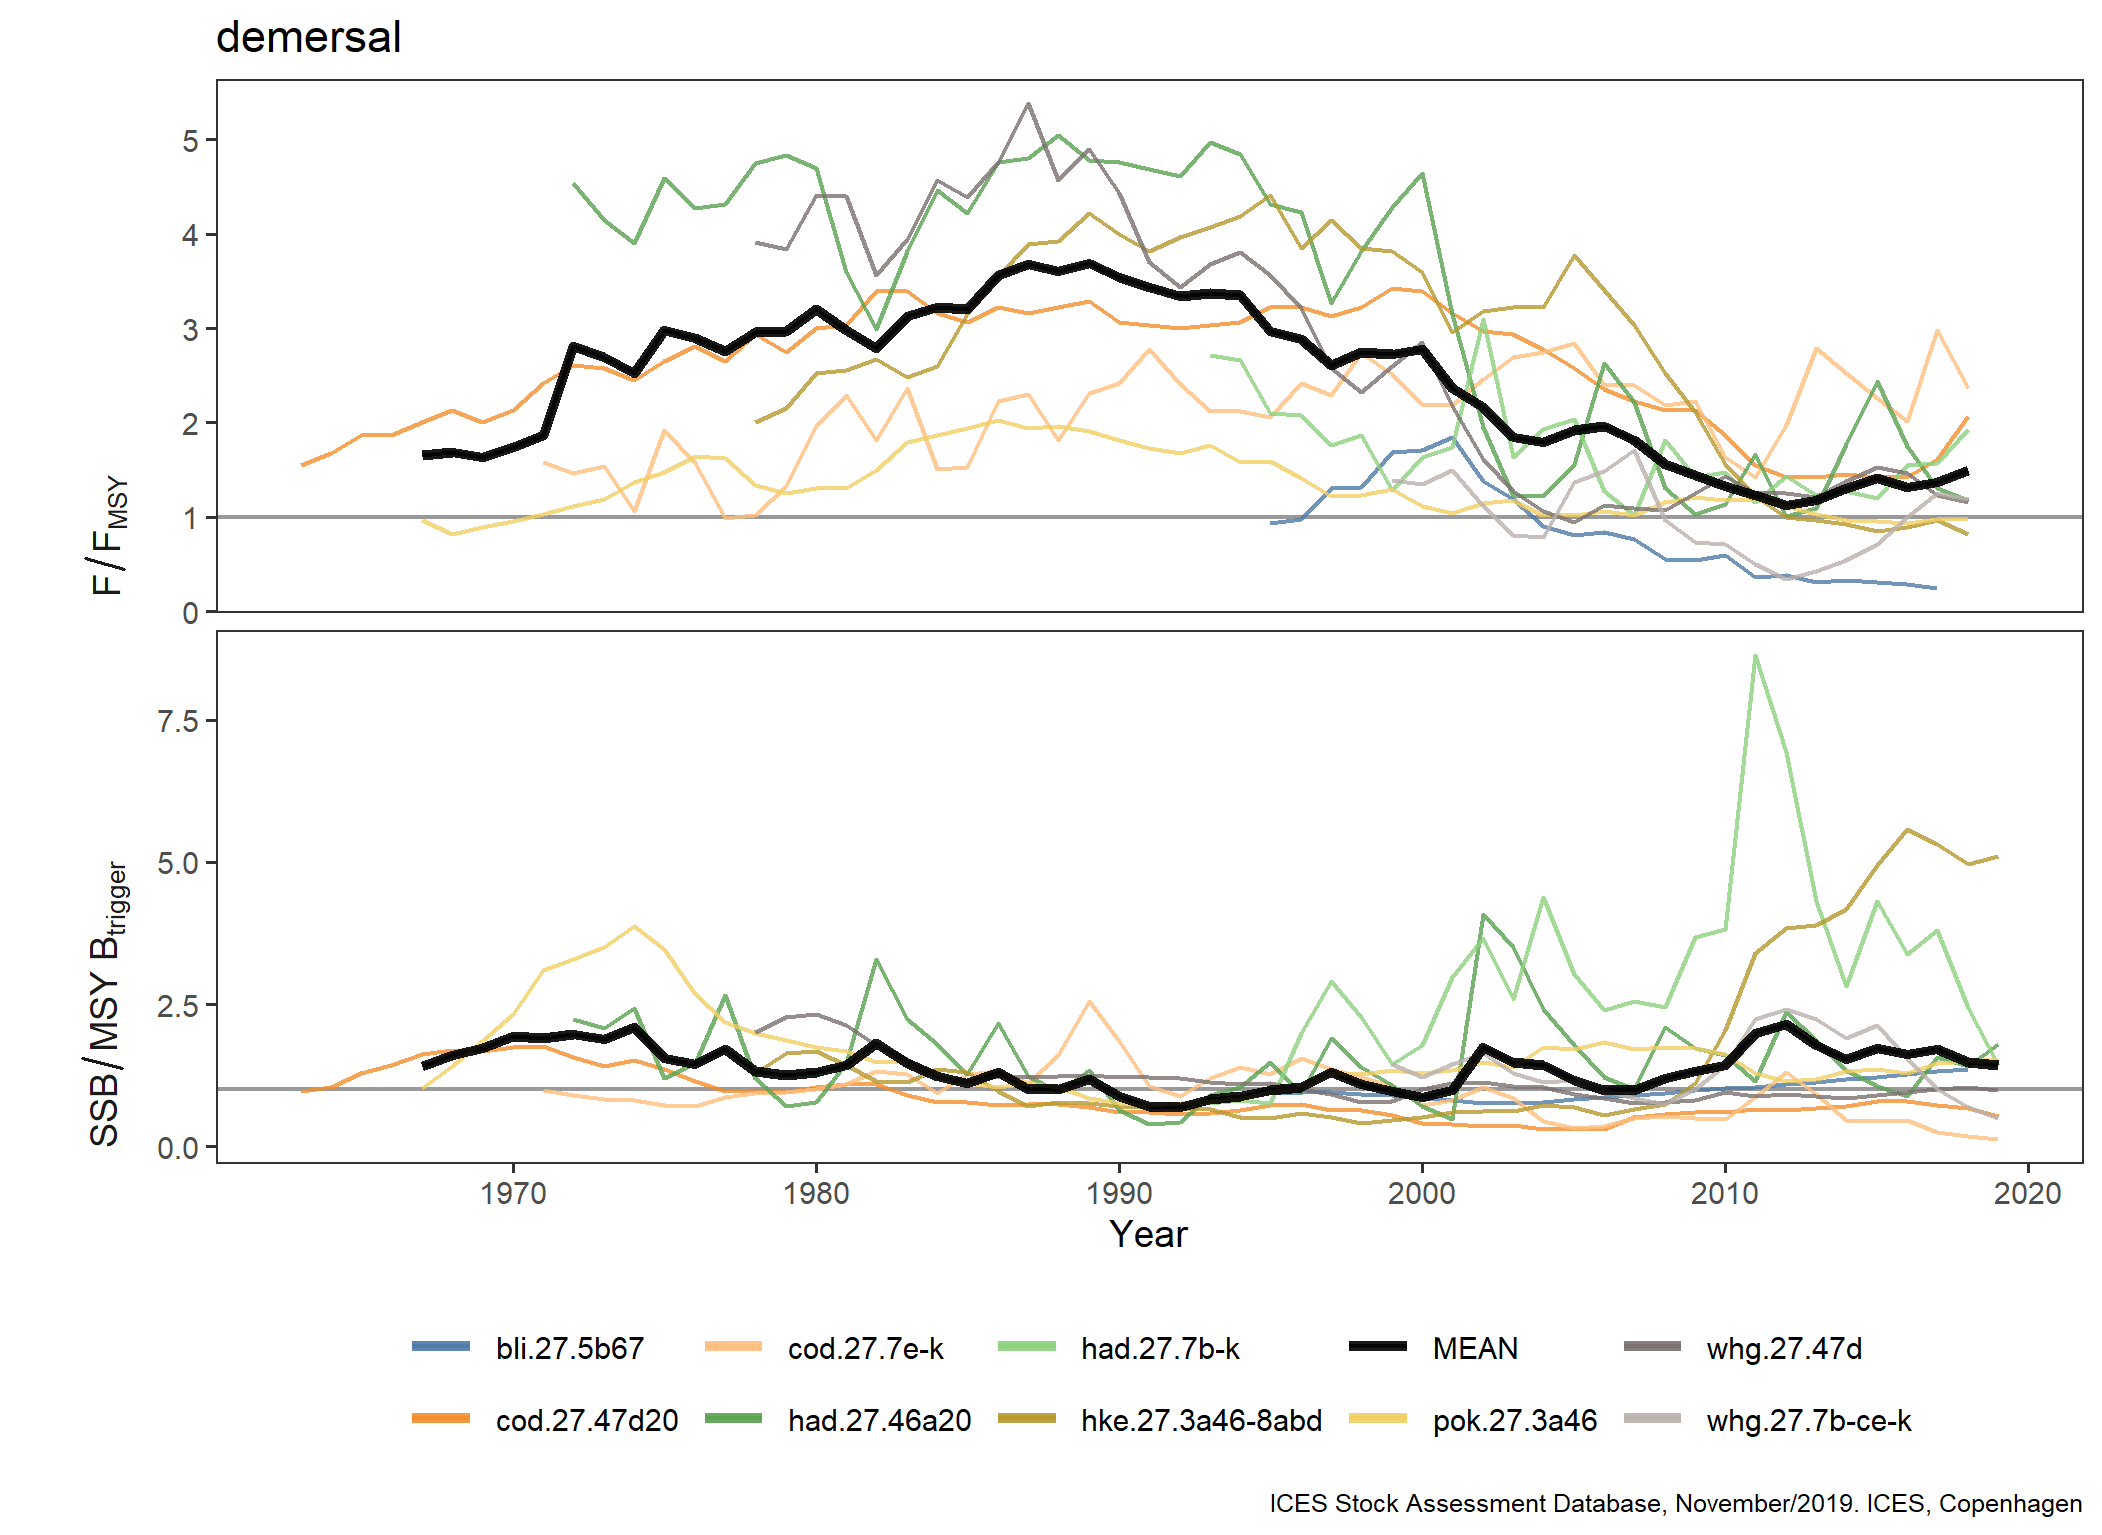 demersal
5
4
3
2
1
0
F / FMSY
7.5
5.0
2.5
0.0
SSB / MSY Btrigger
1970 1980 1990 2000 2010 2020
Year
bli.27.5b67 cod.27.7e-k had.27.7b-k MEAN whg.27.47d
cod.27.47d20 had.27.46a20 hke.27.3a46-8abd pok.27.3a46 whg.27.7b-ce-k
ICES Stock Assessment Database, November/2019. ICES, Copenhagen